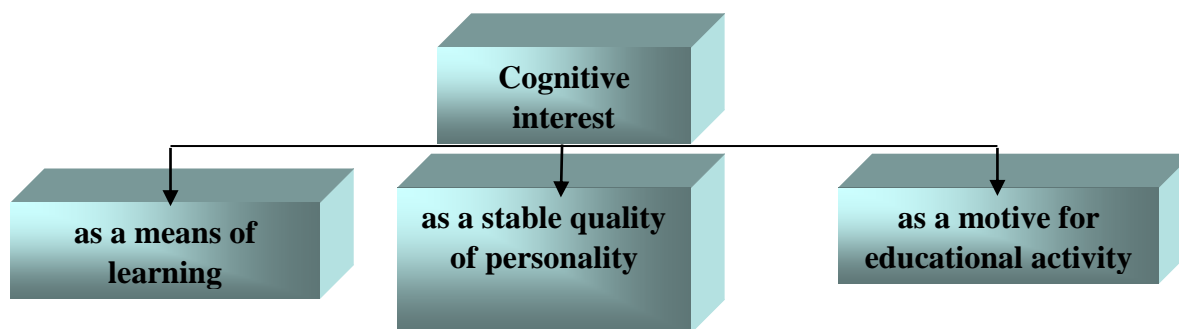 Cognitive
interest
as a means of
learning
as a stable quality
of personality
as a motive for
educational activity